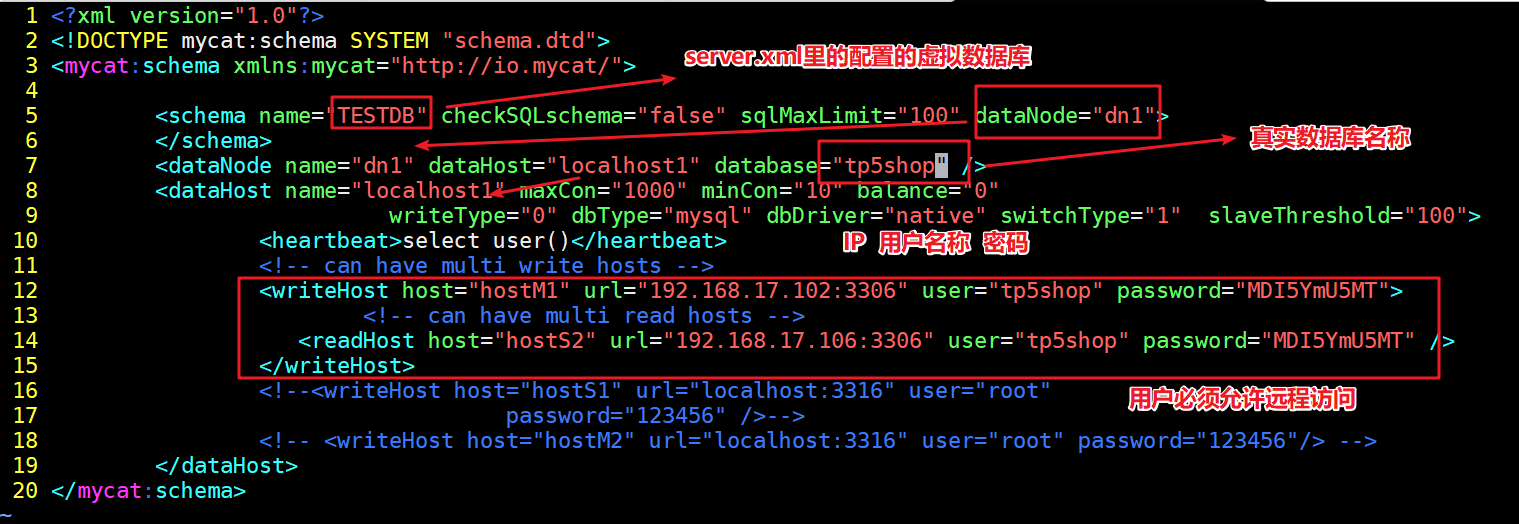 1 <?xml version="1.0"?>
2 <!DOCTYPE mycat:schema SYSTEM "schema.dtd">
server.xml里的配置的虚拟数据库
3 <mycat:schema xmlns:mycat="http://io.mycat/">
4
5 <schema name="TESTDB" checkSQLschema="false" sqlMaxLimit="100" dataNode="dn1">
6 </schema>
真实数据库名称
7 <dataNode name="dn1" dataHost="localhost1" database="tp5shop" />
8 <dataHost name="localhost1" maxCon="1000" minCon="10" balance="0"
9 writeType="0" dbType="mysql" dbDriver="native" switchType="1" slaveThreshold="100">
10 <heartbeat>select user()</heartbeat>
IP 用户名称 密码
11 <!-- can have multi write hosts -->
12 <writeHost host="hostM1" url="192.168.17.102:3306" user="tp5shop" password="MDI5YmU5MT">
13 <!-- can have multi read hosts -->
14 <readHost host="hostS2" url="192.168.17.106:3306" user="tp5shop" password="MDI5YmU5MT" />
15 </writeHost>
16 <!--<writeHost host="hostS1" url="localhost:3316" user="root"
用户必须允许远程访问
17 password="123456" />-->
18 <!-- <writeHost host="hostM2" url="localhost:3316" user="root" password="123456"/> -->
19 </dataHost>
20 </mycat:schema>
~